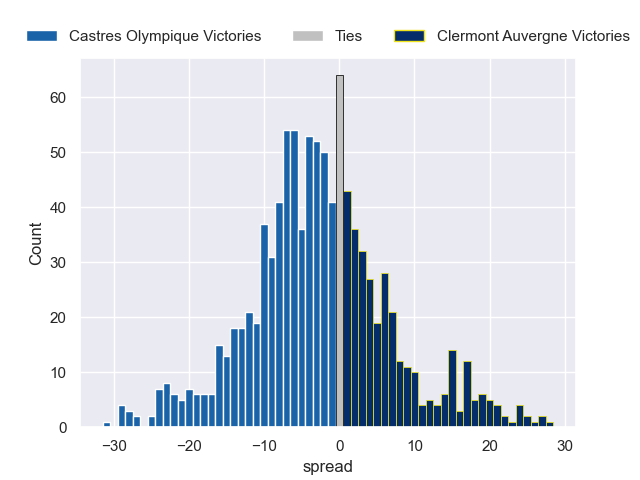 Castres Olympique Victories Ties Clermont Auvergne Victories
60
50
40
30
20
10
0
Count
−30 −20 −10 0 10 20 30
spread